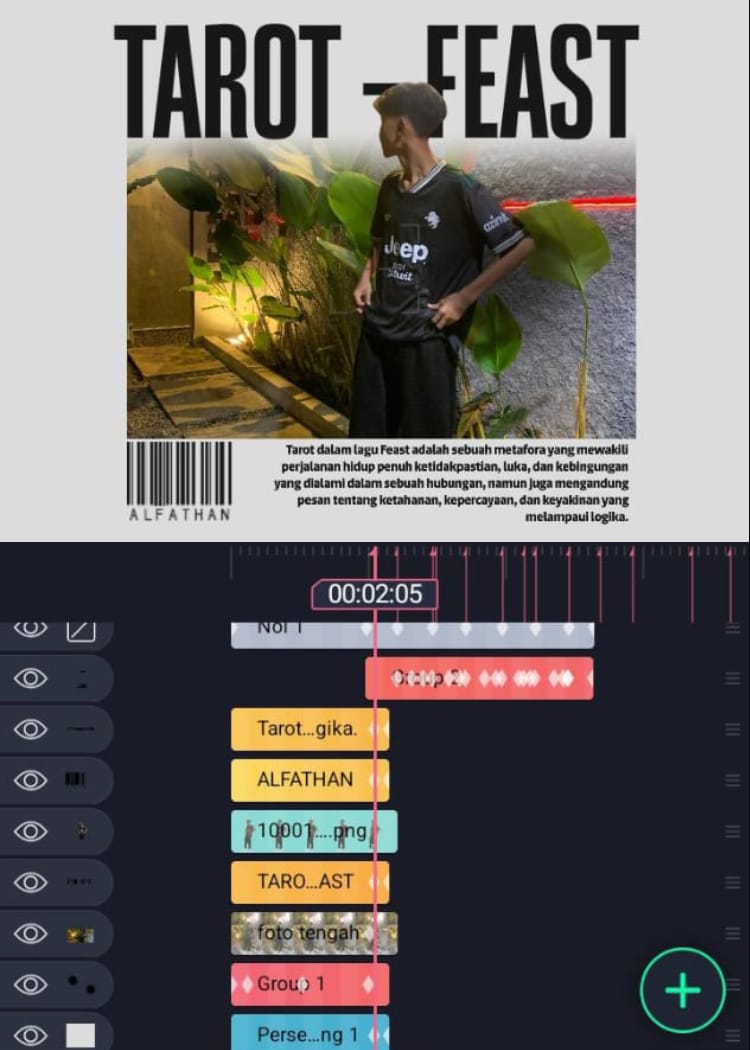 TAROT - FEAST
azimut
Jeep
ALFATHAN
Tarot dalam lagu Feast adalah sebuah metafora yang mewakili
perjalanan hidup penuh ketidakpastian, luka, dan kebingungan
yang dialami dalam sebuah hubungan, namun juga mengandung
pesan tentang ketahanan, kepercayaan, dan keyakinan yang
melampaui logika.
00:02:05
Nol 1
Group 2
Tarot...gika.
ALFATHAN
10001....png
TARO...AST
foto tengah
Group 1
Perse...ng 1